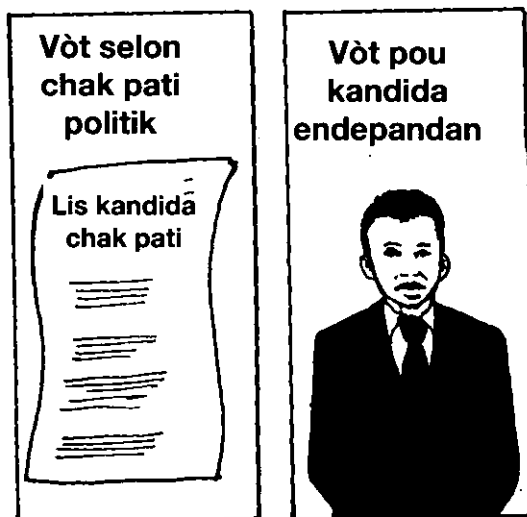 Vòt selon
chak pati
politik
Lis kandida
chak pati
Vòt pou
kandida
endepandan